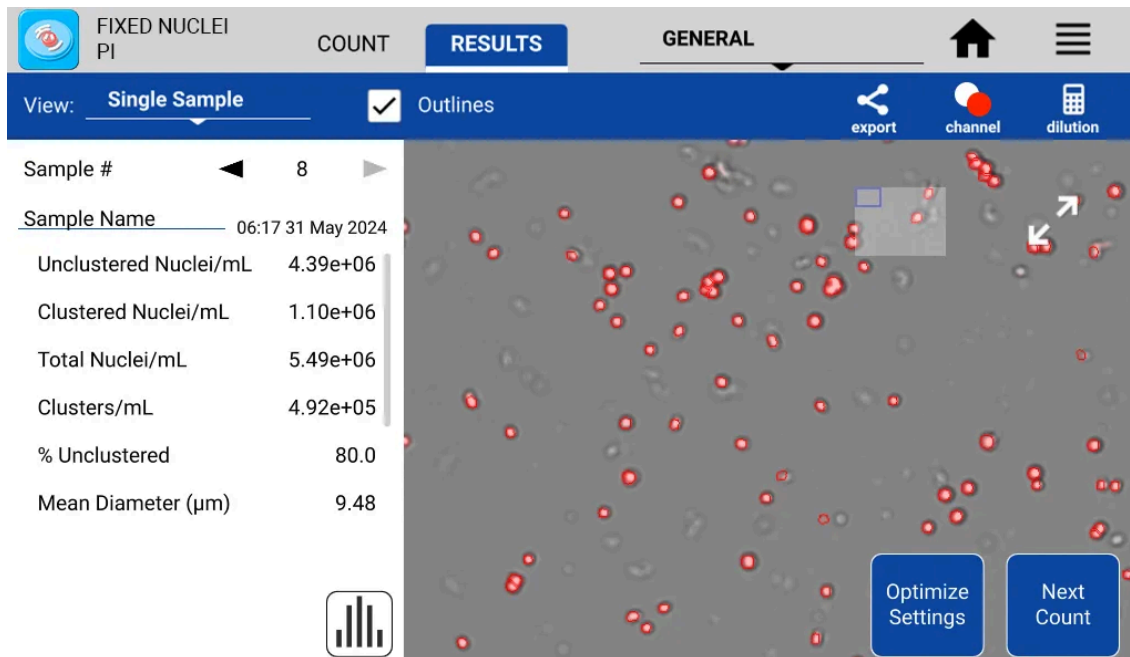 FIXED NUCLEI
PI
COUNT
RESULTS
GENERAL
View:
Single Sample
Outlines
export
channel
dilution
Sample #
8
Sample Name
06:17 31 May 2024
Unclustered Nuclei/mL 4.39e+06
Clustered Nuclei/mL 1.10e+06
Total Nuclei/mL 5.49e+06
Clusters/mL 4.92e+05
% Unclustered 80.0
Mean Diameter (µm) 9.48
Optimize
Settings
Next
Count